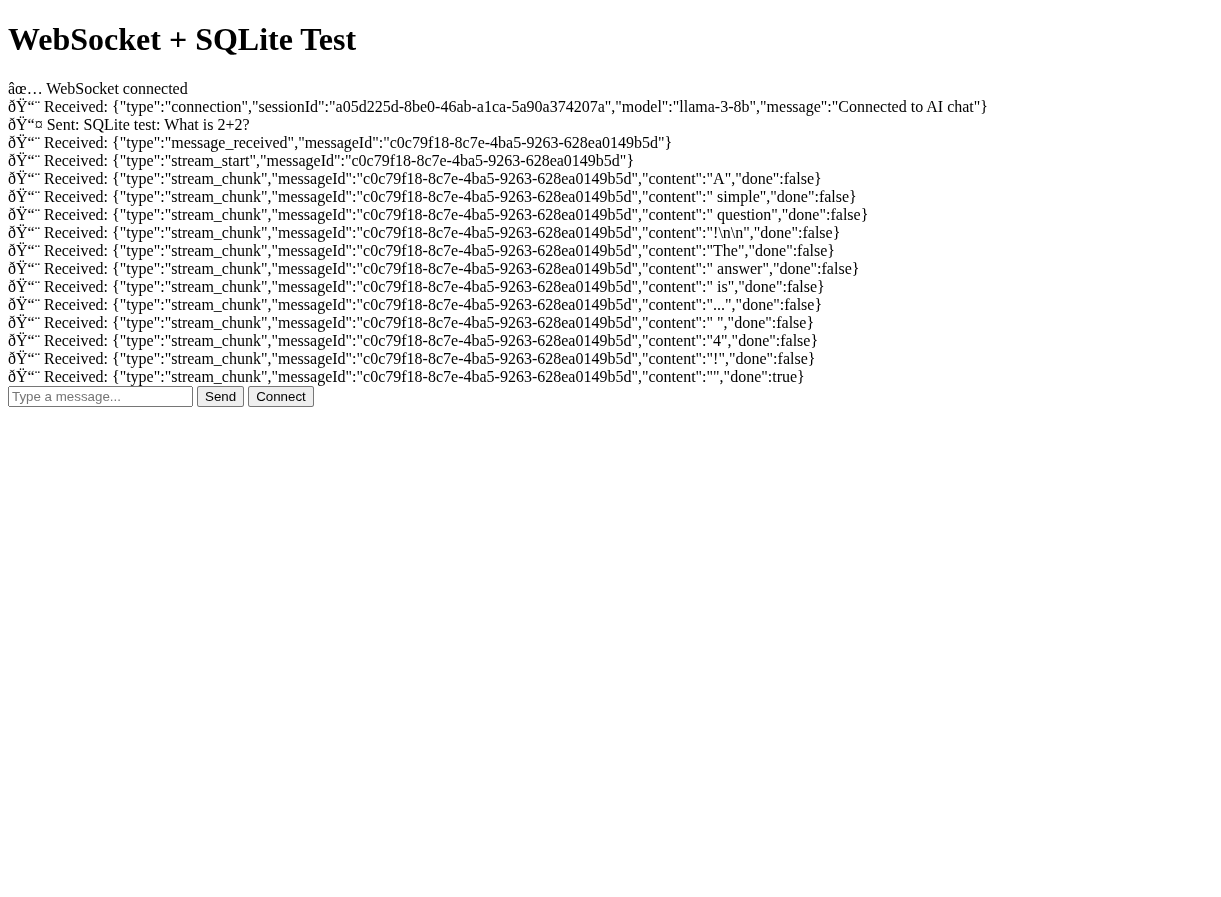 WebSocket + SQLite Test
âœ… WebSocket connected
ðŸ“¨ Received: {"type":"connection","sessionId":"a05d225d-8be0-46ab-a1ca-5a90a374207a","model":"llama-3-8b","message":"Connected to AI chat"}
ðŸ“¤ Sent: SQLite test: What is 2+2?
ðŸ“¨ Received: {"type":"message_received","messageId":"c0c79f18-8c7e-4ba5-9263-628ea0149b5d"}
ðŸ“¨ Received: {"type":"stream_start","messageId":"c0c79f18-8c7e-4ba5-9263-628ea0149b5d"}
ðŸ“¨ Received: {"type":"stream_chunk","messageId":"c0c79f18-8c7e-4ba5-9263-628ea0149b5d","content":"A","done":false}
ðŸ“¨ Received: {"type":"stream_chunk","messageId":"c0c79f18-8c7e-4ba5-9263-628ea0149b5d","content":" simple","done":false}
ðŸ“¨ Received: {"type":"stream_chunk","messageId":"c0c79f18-8c7e-4ba5-9263-628ea0149b5d","content":" question","done":false}
ðŸ“¨ Received: {"type":"stream_chunk","messageId":"c0c79f18-8c7e-4ba5-9263-628ea0149b5d","content":"!\n\n","done":false}
ðŸ“¨ Received: {"type":"stream_chunk","messageId":"c0c79f18-8c7e-4ba5-9263-628ea0149b5d","content":"The","done":false}
ðŸ“¨ Received: {"type":"stream_chunk","messageId":"c0c79f18-8c7e-4ba5-9263-628ea0149b5d","content":" answer","done":false}
ðŸ“¨ Received: {"type":"stream_chunk","messageId":"c0c79f18-8c7e-4ba5-9263-628ea0149b5d","content":" is","done":false}
ðŸ“¨ Received: {"type":"stream_chunk","messageId":"c0c79f18-8c7e-4ba5-9263-628ea0149b5d","content":"...","done":false}
ðŸ“¨ Received: {"type":"stream_chunk","messageId":"c0c79f18-8c7e-4ba5-9263-628ea0149b5d","content":" ","done":false}
ðŸ“¨ Received: {"type":"stream_chunk","messageId":"c0c79f18-8c7e-4ba5-9263-628ea0149b5d","content":"4","done":false}
ðŸ“¨ Received: {"type":"stream_chunk","messageId":"c0c79f18-8c7e-4ba5-9263-628ea0149b5d","content":"!","done":false}
ðŸ“¨ Received: {"type":"stream_chunk","messageId":"c0c79f18-8c7e-4ba5-9263-628ea0149b5d","content":"","done":true}
Type a message... Send Connect